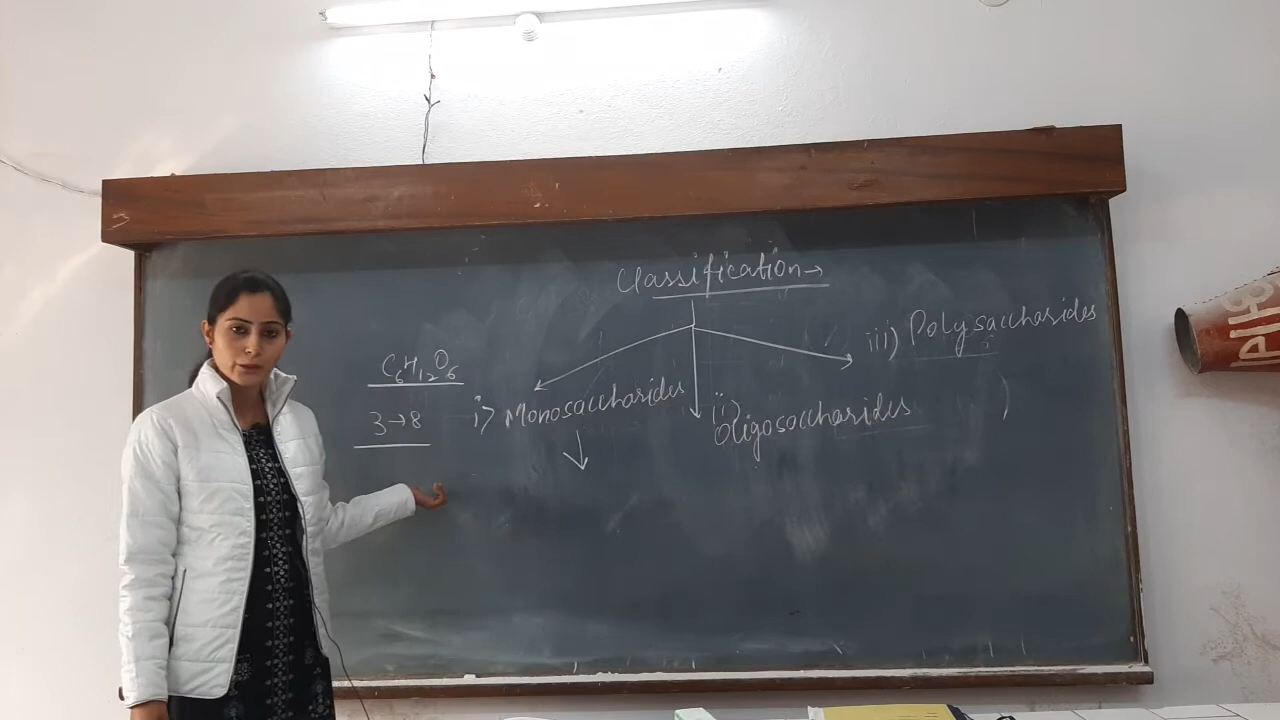 Classification→
C6H12O6
3→8
i) Monosaccharides
ii) Oligosaccharides
iii) Polysaccharides